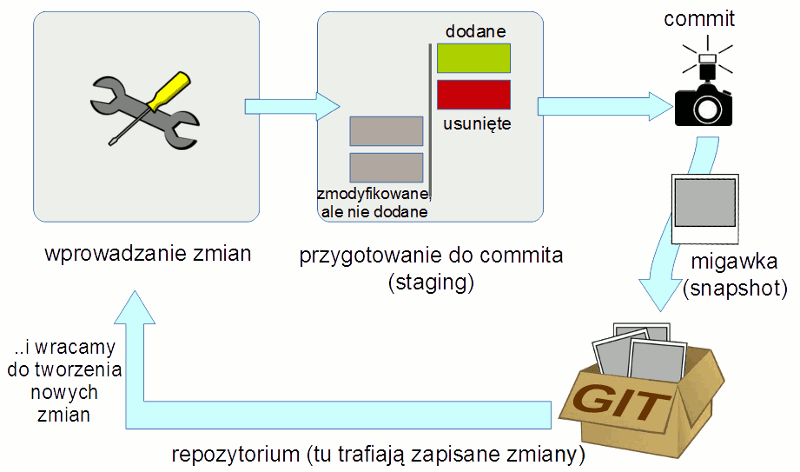 wprowadzanie zmian
dodane
usunięte
zmodyfikowane,
ale nie dodane
przygotowanie do commita
(staging)
commit
migawka
(snapshot)
GIT
repozytorium (tu trafiają zapisane zmiany)
..i wracamy
do tworzenia
nowych
zmian